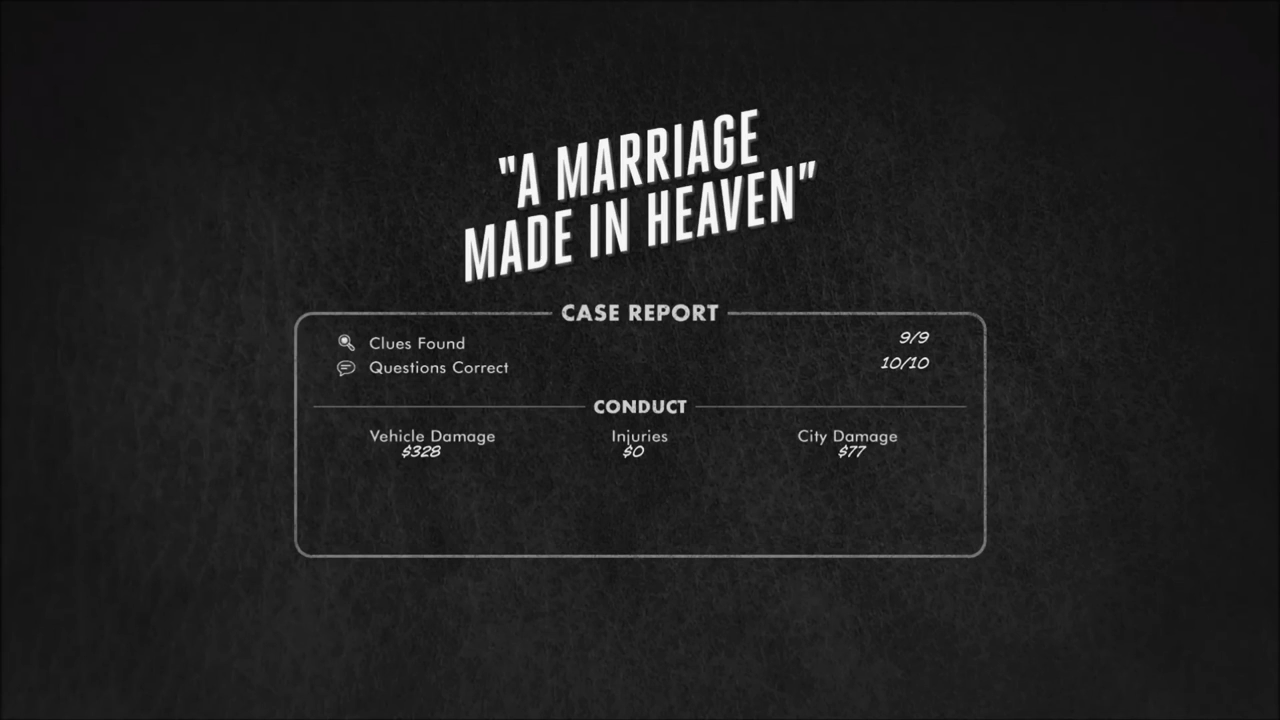 "A MARRIAGE
MADE IN HEAVEN"
CASE REPORT
Clues Found 9/9
Questions Correct 10/10
CONDUCT
Vehicle Damage Injuries City Damage
$328 $0 $77